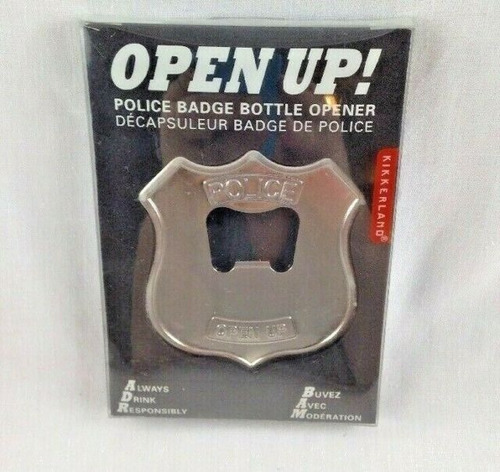 OPEN UP!
POLICE BADGE BOTTLE OPENER
DÉCAPSULEUR BADGE DE POLICE
KIKKERLAND®
POLICE
OPEN UP
ALWAYS
DRINK
RESPONSIBLY
BUVEZ
AVEC
MODÉRATION